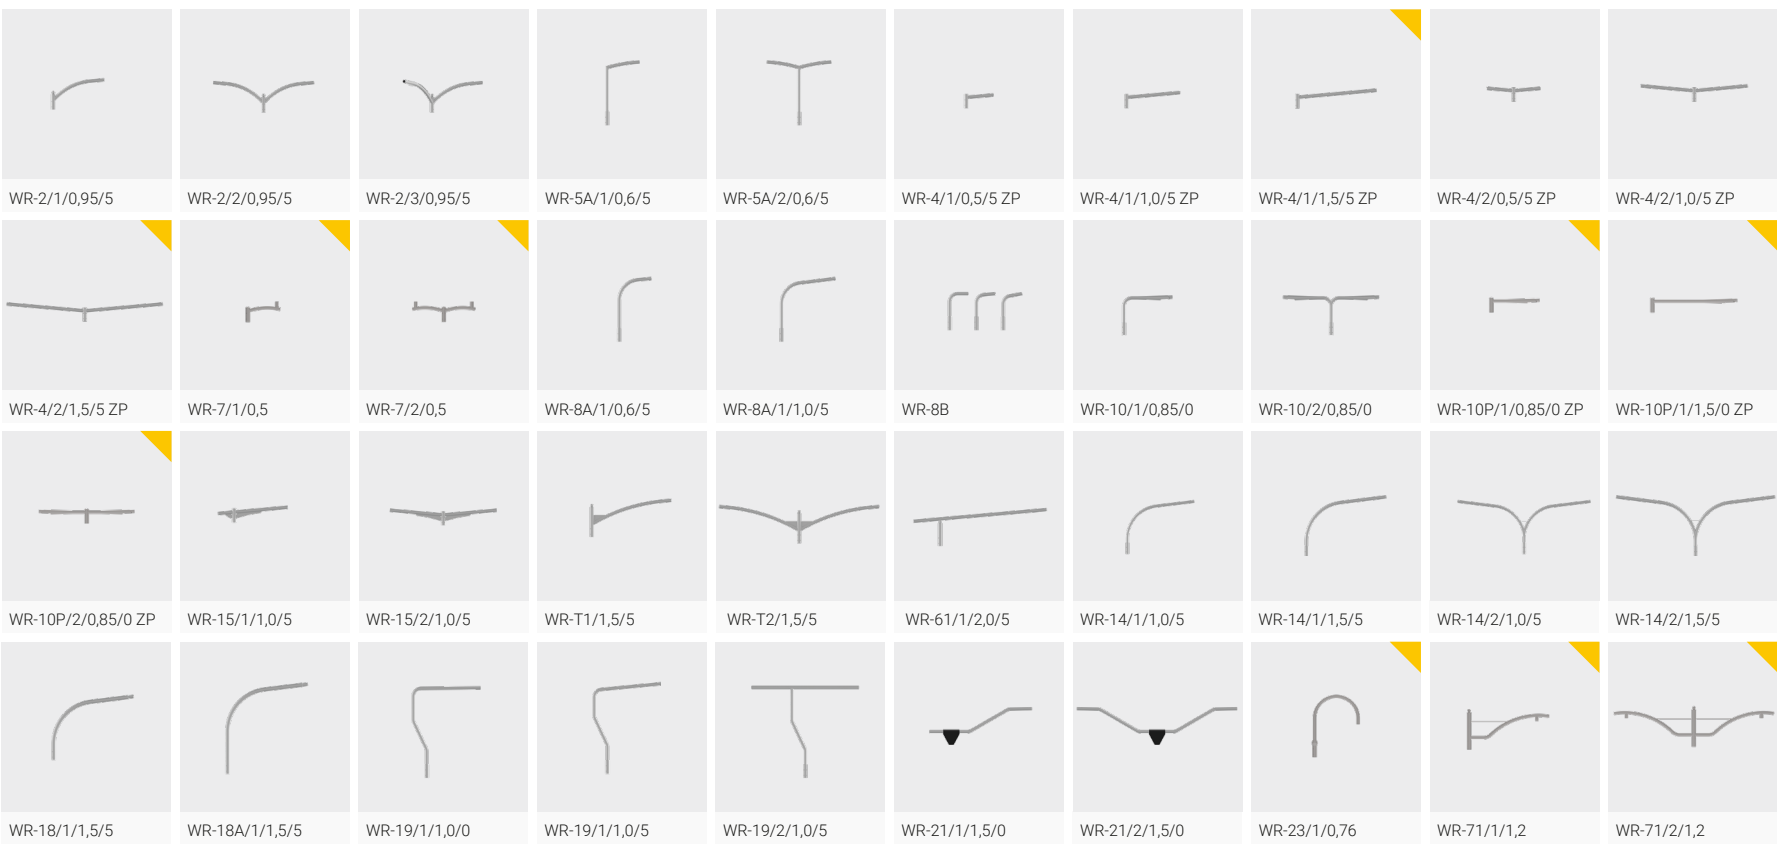 WR-2/1/0,95/5
WR-2/2/0,95/5
WR-2/3/0,95/5
WR-5A/1/0,6/5
WR-5A/2/0,6/5
WR-4/1/0,5/5 ZP
WR-4/1/1,0/5 ZP
WR-4/1/1,5/5 ZP
WR-4/2/0,5/5 ZP
WR-4/2/1,0/5 ZP
WR-4/2/1,5/5 ZP
WR-7/1/0,5
WR-7/2/0,5
WR-8A/1/0,6/5
WR-8A/1/1,0/5
WR-8B
WR-10/1/0,85/0
WR-10/2/0,85/0
WR-10P/1/0,85/0 ZP
WR-10P/1/1,5/0 ZP
WR-10P/2/0,85/0 ZP
WR-15/1/1,0/5
WR-15/2/1,0/5
WR-T1/1,5/5
WR-T2/1,5/5
WR-61/1/2,0/5
WR-14/1/1,0/5
WR-14/1/1,5/5
WR-14/2/1,0/5
WR-14/2/1,5/5
WR-18/1/1,5/5
WR-18A/1/1,5/5
WR-19/1/1,0/0
WR-19/1/1,0/5
WR-19/2/1,0/5
WR-21/1/1,5/0
WR-21/2/1,5/0
WR-23/1/0,76
WR-71/1/1,2
WR-71/2/1,2